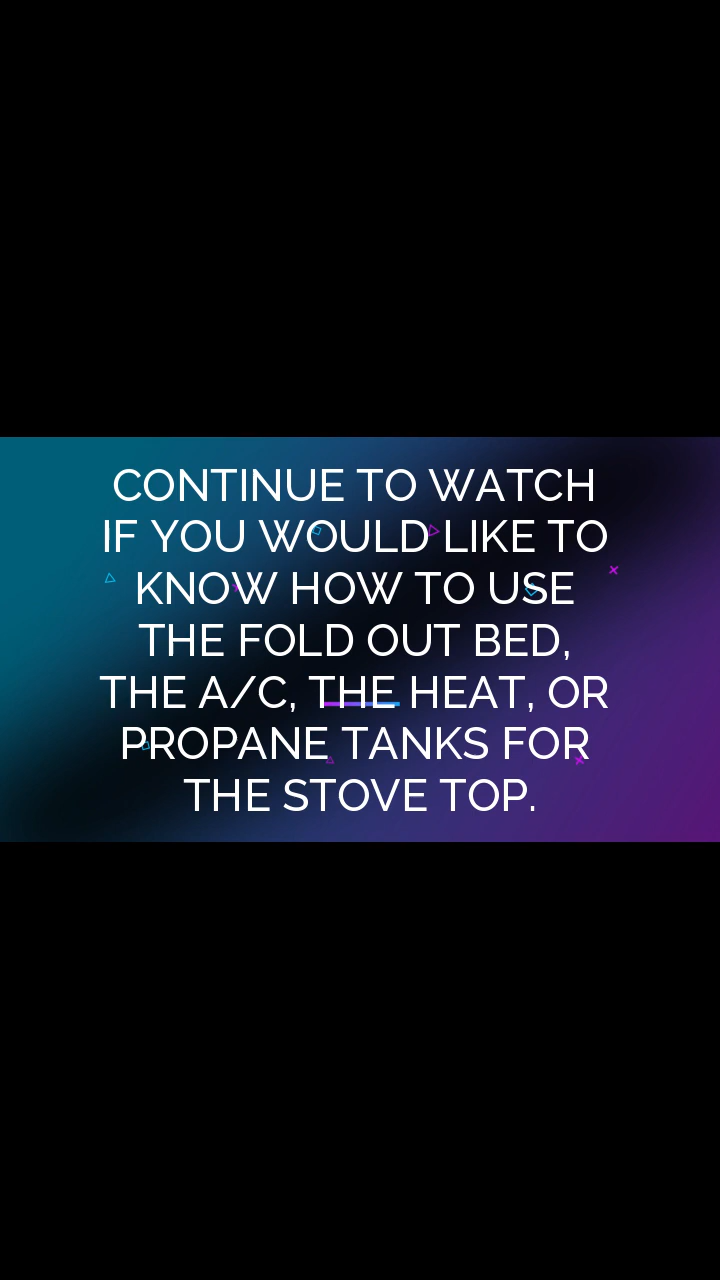 CONTINUE TO WATCH
IF YOU WOULD LIKE TO
KNOW HOW TO USE
THE FOLD OUT BED,
THE A/C, THE HEAT, OR
PROPANE TANKS FOR
THE STOVE TOP.